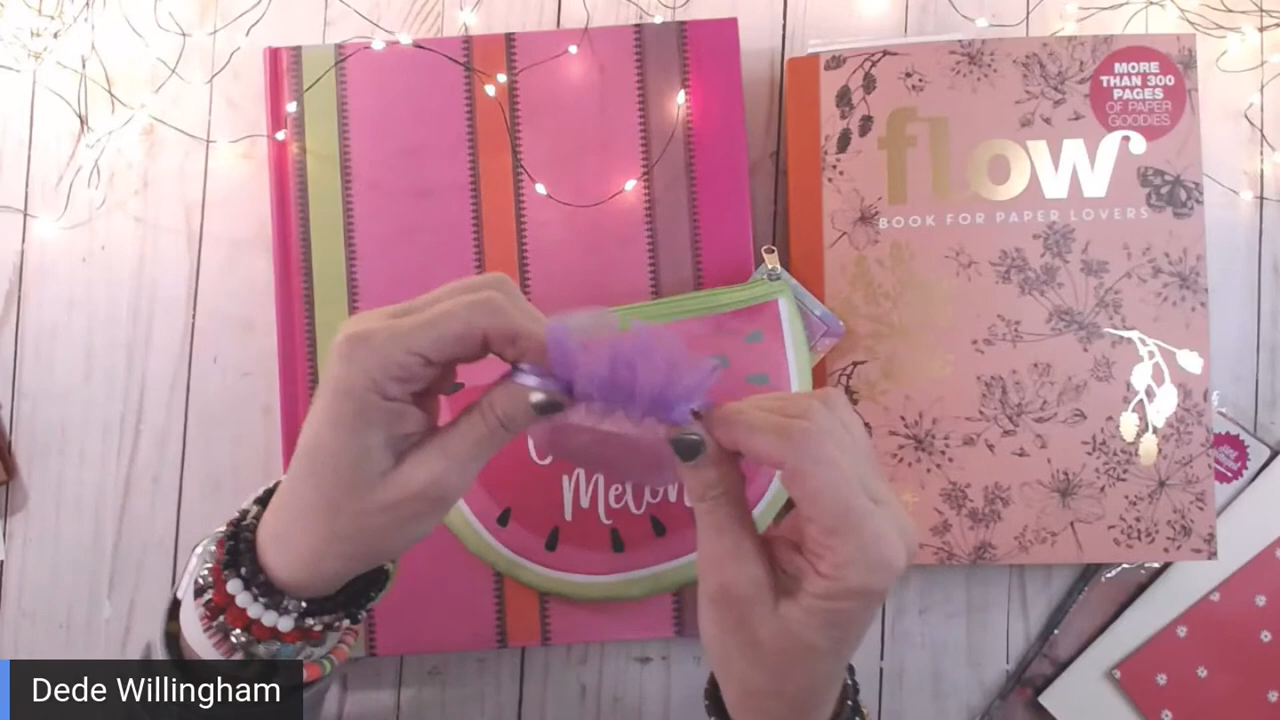 MORE
THAN 300
PAGES
OF PAPER
GOODIES
flow
BOOK FOR PAPER LOVERS
Melon
Dede Willingham